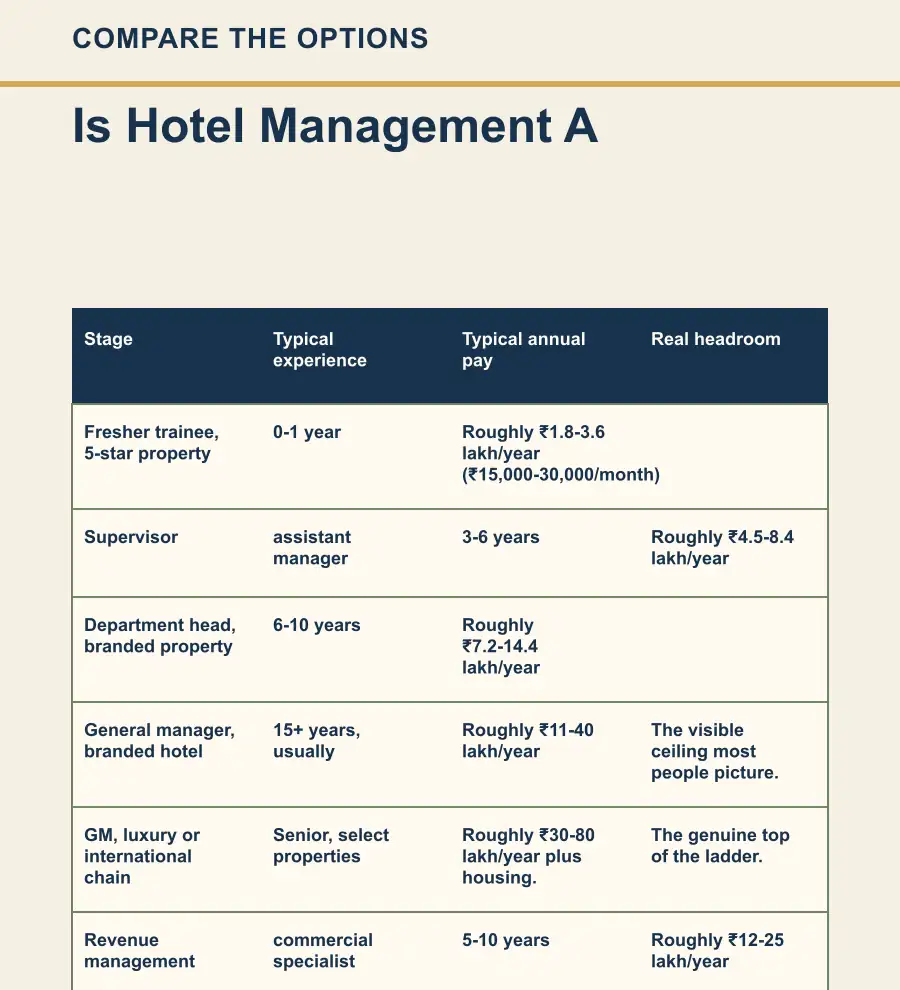 COMPARE THE OPTIONS
Is Hotel Management A
Stage
Typical
experience
Typical annual
pay
Real headroom
Fresher trainee,
5-star property
0-1 year
Roughly ₹1.8-3.6
lakh/year
(₹15,000-30,000/month)
Supervisor
assistant
manager
3-6 years
Roughly ₹4.5-8.4
lakh/year
Department head,
branded property
6-10 years
Roughly
₹7.2-14.4
lakh/year
General manager,
branded hotel
15+ years,
usually
Roughly ₹11-40
lakh/year
The visible
ceiling most
people picture.
GM, luxury or
international
chain
Senior, select
properties
Roughly ₹30-80
lakh/year plus
housing.
The genuine top
of the ladder.
Revenue
management
commercial
specialist
5-10 years
Roughly ₹12-25
lakh/year